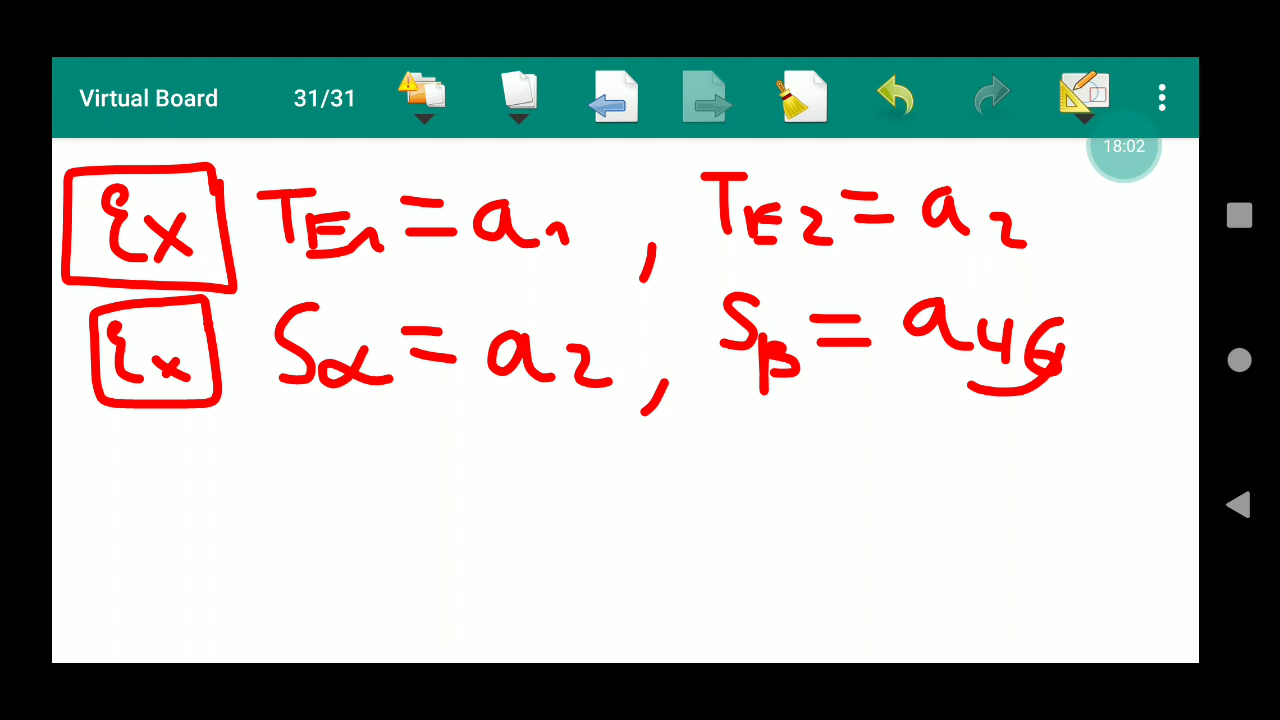 Virtual Board 31/31
18:02
Ex TE1 = a1 , TE2 = a2
Ex Sα = a2 , Sβ = a46